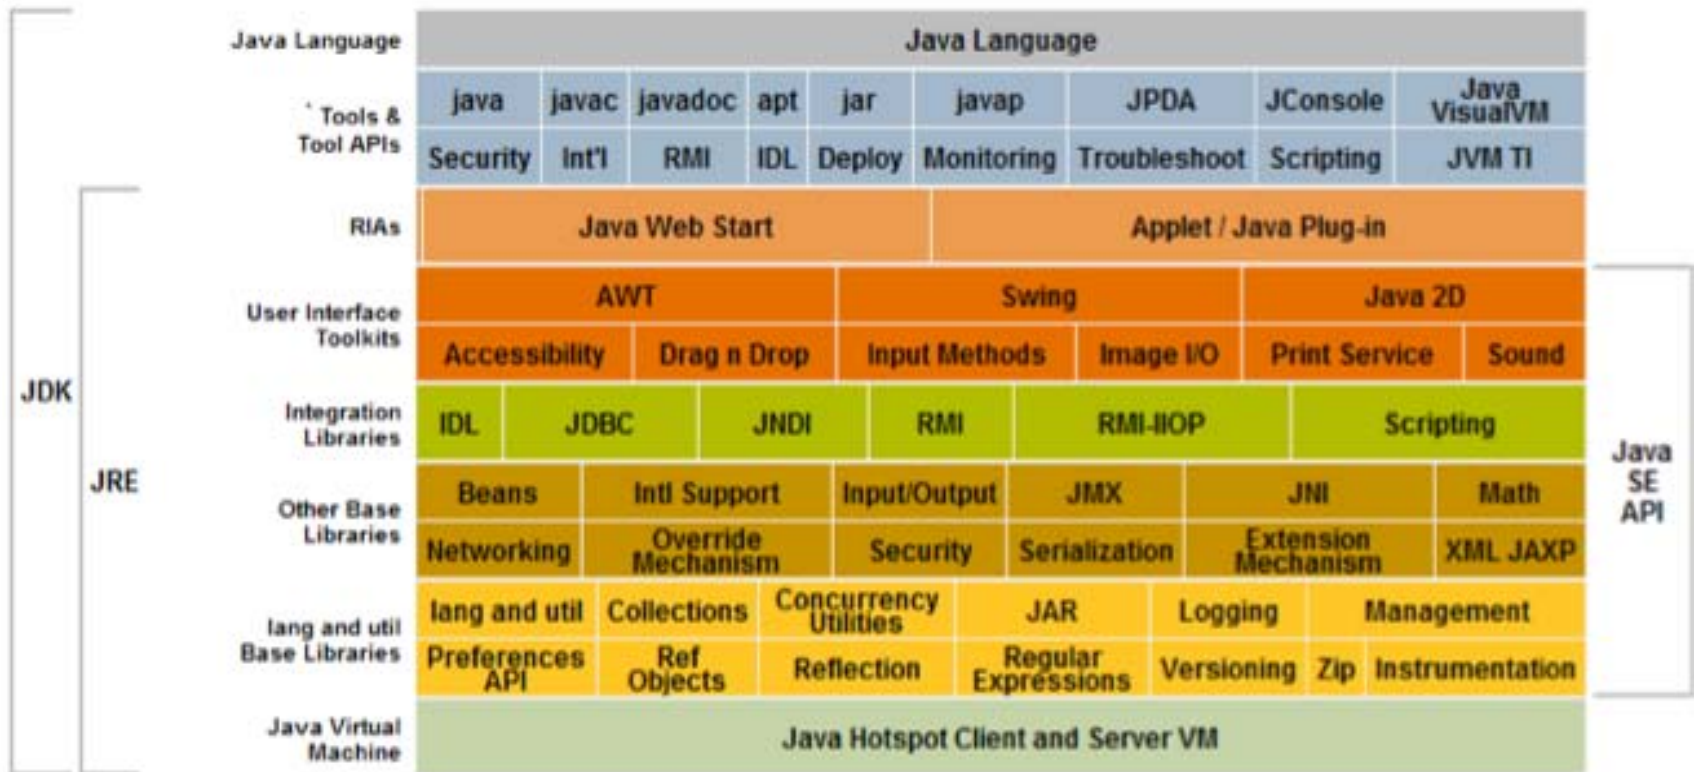 Java Language
Java Language
` Tools &
Tool APIs
java javac javadoc apt jar javap JPDA JConsole Java
VisualVM
Security Int'l RMI IDL Deploy Monitoring Troubleshoot Scripting JVM TI
RIAs
Java Web Start Applet / Java Plug-in
User Interface
Toolkits
AWT Swing Java 2D
Accessibility Drag n Drop Input Methods Image I/O Print Service Sound
Integration
Libraries
IDL JDBC JNDI RMI RMI-IIOP Scripting
Other Base
Libraries
Beans Intl Support Input/Output JMX JNI Math
Networking Override
Mechanism Security Serialization Extension
Mechanism XML JAXP
lang and util
Base Libraries
lang and util Collections Concurrency
Utilities JAR Logging Management
Preferences
API Ref
Objects Reflection Regular
Expressions Versioning Zip Instrumentation
Java Virtual
Machine
Java Hotspot Client and Server VM
JDK
JRE
Java
SE
API